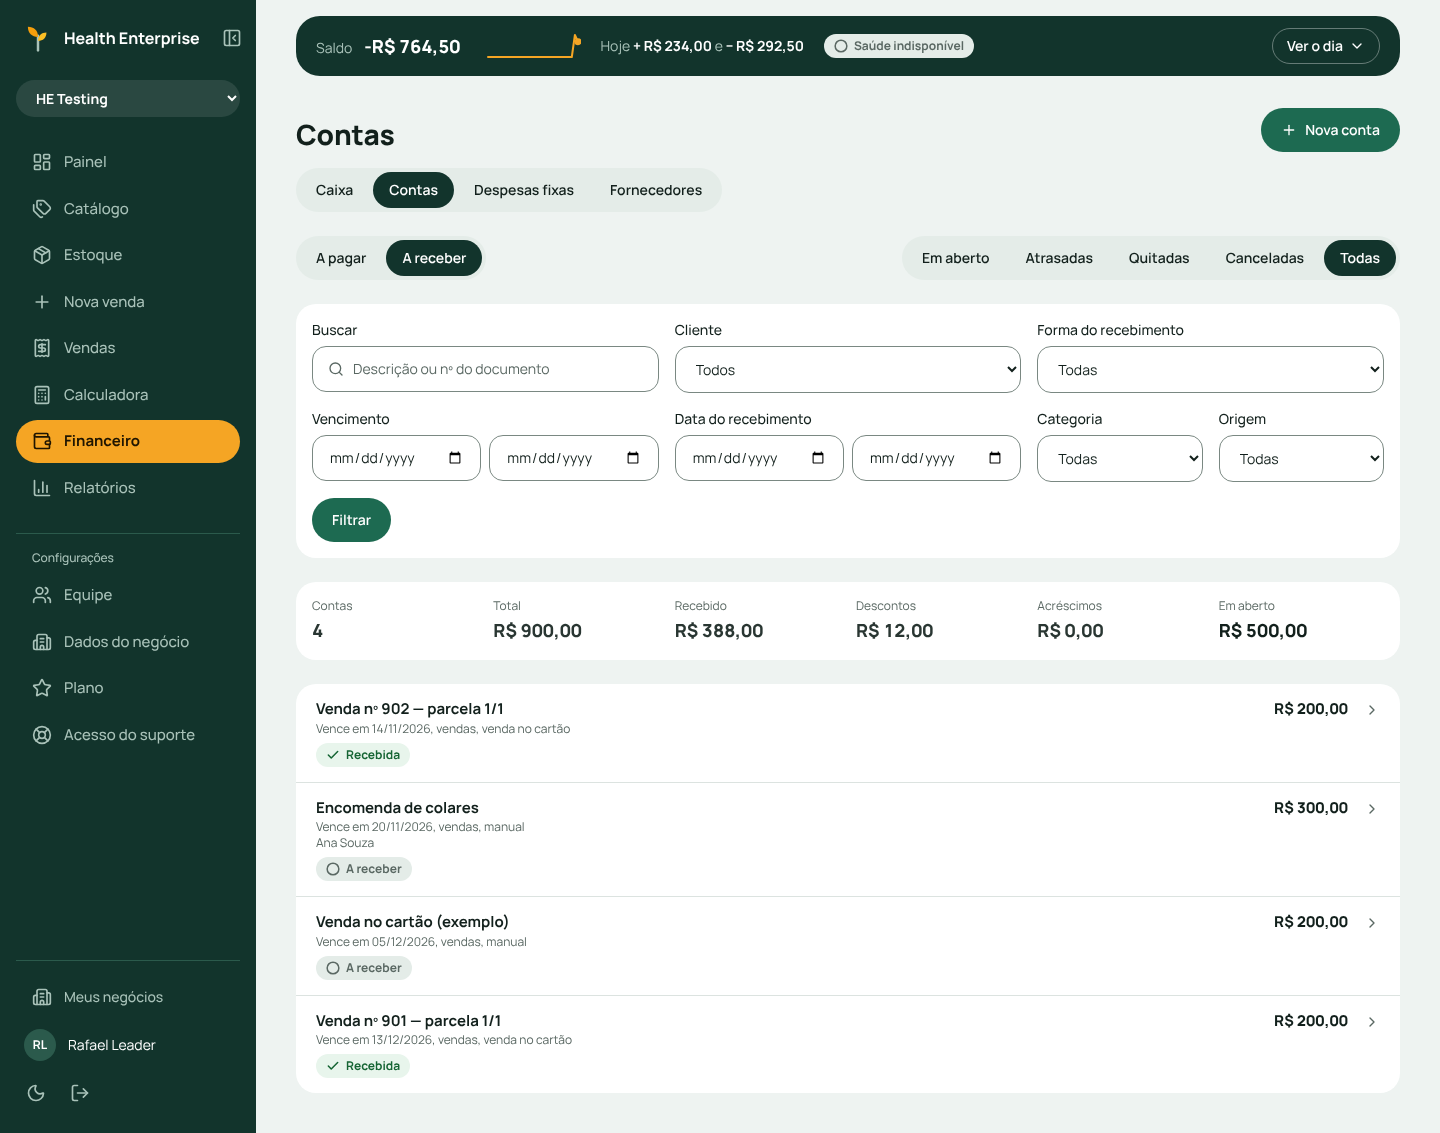 Health Enterprise
HE Testing
Painel
Catálogo
Estoque
Nova venda
Vendas
Calculadora
Financeiro
Relatórios
Configurações
Equipe
Dados do negócio
Plano
Acesso do suporte
Meus negócios
RL Rafael Leader
Saldo -R$ 764,50 Hoje + R$ 234,00 e − R$ 292,50 Saúde indisponível Ver o dia
Contas
Nova conta
Caixa Contas Despesas fixas Fornecedores
A pagar A receber Em aberto Atrasadas Quitadas Canceladas Todas
Buscar Cliente Forma do recebimento
Descrição ou nº do documento Todos Todas
Vencimento Data do recebimento Categoria Origem
mm/dd/yyyy mm/dd/yyyy mm/dd/yyyy mm/dd/yyyy Todas Todas
Filtrar
Contas Total Recebido Descontos Acréscimos Em aberto
4 R$ 900,00 R$ 388,00 R$ 12,00 R$ 0,00 R$ 500,00
Venda nº 902 — parcela 1/1 R$ 200,00
Vence em 14/11/2026, vendas, venda no cartão
Recebida
Encomenda de colares R$ 300,00
Vence em 20/11/2026, vendas, manual
Ana Souza
A receber
Venda no cartão (exemplo) R$ 200,00
Vence em 05/12/2026, vendas, manual
A receber
Venda nº 901 — parcela 1/1 R$ 200,00
Vence em 13/12/2026, vendas, venda no cartão
Recebida